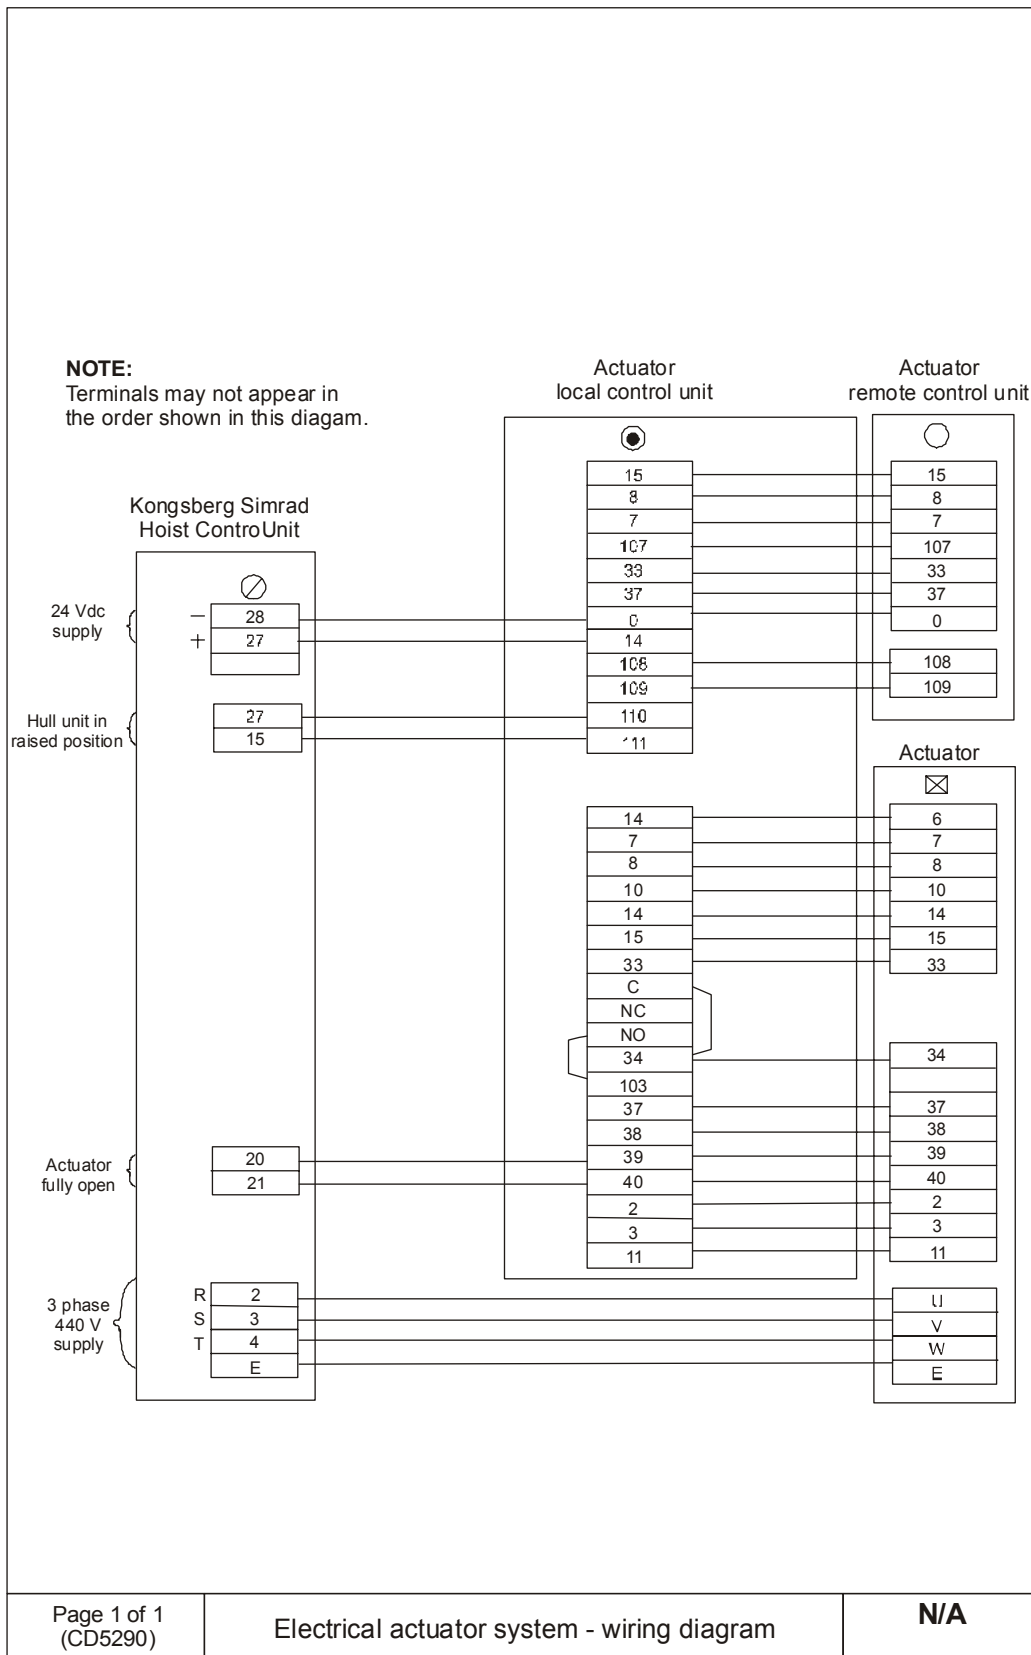 NOTE:
Terminals may not appear in
the order shown in this diagam.
Actuator
local control unit
Actuator
remote control unit
Kongsberg Simrad
Hoist ControUnit
24 Vdc
supply
−
+
28
27
Hull unit in
raised position
27
15
Actuator
fully open
20
21
3 phase
440 V
supply
R
S
T
2
3
4
E
15
8
7
107
33
37
0
14
108
109
110
111
14
7
8
10
14
15
33
C
NC
NO
34
103
37
38
39
40
2
3
11
15
8
7
107
33
37
0
108
109
Actuator
6
7
8
10
14
15
33
34
37
38
39
40
2
3
11
U
V
W
E
Page 1 of 1
(CD5290)
Electrical actuator system - wiring diagram
N/A